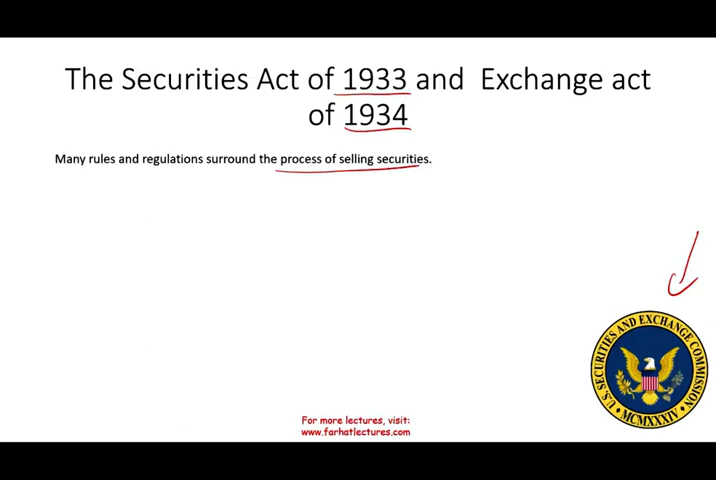 The Securities Act of 1933 and Exchange act
of 1934
Many rules and regulations surround the process of selling securities.
U.S. SECURITIES AND EXCHANGE COMMISSION
MCMXXXIV
For more lectures, visit:
www.farhatlectures.com